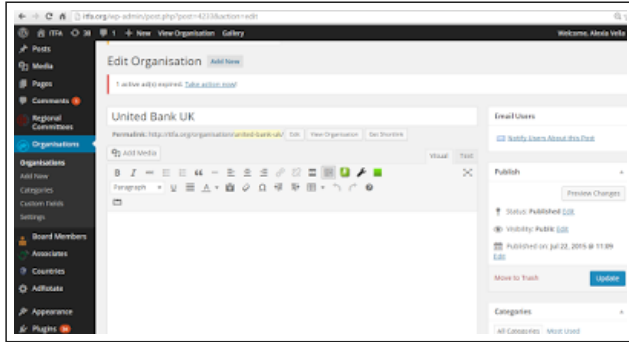 itfa.org/wp-admin/post.php?post=4233&action=edit
ITFA 38 1 + New View Organisation Gallery Welcome, Alexia Vella
Posts
Media
Pages
Comments
Regional Committees
Organisations
Organisations
Add New
Categories
Custom Fields
Settings
Board Members
Associates
Countries
AdRotate
Appearance
Plugins
Edit Organisation Add New
1 active ad(s) expired. Take action now!
United Bank UK
Permalink: http://itfa.org/organisation/united-bank-uk/ Edit View Organisation Get Shortlink
Add Media
Visual Text
Paragraph
Email Users
Notify Users About this Post
Publish
Preview Changes
Status: Published Edit
Visibility: Public Edit
Published on: Jul 22, 2015 @ 11:09
Edit
Move to Trash Update
Categories
All Categories Most Used